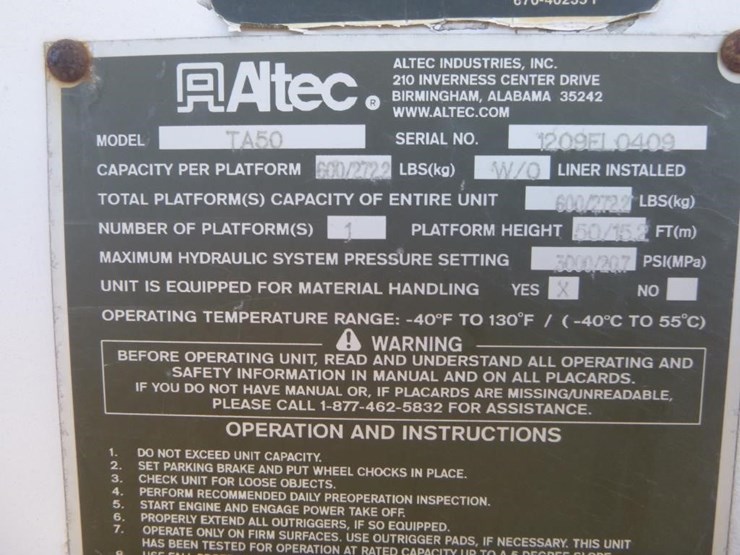 Altec ®
ALTEC INDUSTRIES, INC.
210 INVERNESS CENTER DRIVE
BIRMINGHAM, ALABAMA 35242
WWW.ALTEC.COM
MODEL TA50 SERIAL NO. 1209EL0409
CAPACITY PER PLATFORM 600/272.2 LBS(kg) W/O LINER INSTALLED
TOTAL PLATFORM(S) CAPACITY OF ENTIRE UNIT 600/272.2 LBS(kg)
NUMBER OF PLATFORM(S) 1 PLATFORM HEIGHT 50/15.2 FT(m)
MAXIMUM HYDRAULIC SYSTEM PRESSURE SETTING 3000/20.7 PSI(MPa)
UNIT IS EQUIPPED FOR MATERIAL HANDLING YES X NO
OPERATING TEMPERATURE RANGE: -40°F TO 130°F / ( -40°C TO 55°C)
WARNING
BEFORE OPERATING UNIT, READ AND UNDERSTAND ALL OPERATING AND
SAFETY INFORMATION IN MANUAL AND ON ALL PLACARDS.
IF YOU DO NOT HAVE MANUAL OR, IF PLACARDS ARE MISSING/UNREADABLE,
PLEASE CALL 1-877-462-5832 FOR ASSISTANCE.
OPERATION AND INSTRUCTIONS
1. DO NOT EXCEED UNIT CAPACITY.
2. SET PARKING BRAKE AND PUT WHEEL CHOCKS IN PLACE.
3. CHECK UNIT FOR LOOSE OBJECTS.
4. PERFORM RECOMMENDED DAILY PREOPERATION INSPECTION.
5. START ENGINE AND ENGAGE POWER TAKE OFF.
6. PROPERLY EXTEND ALL OUTRIGGERS, IF SO EQUIPPED.
7. OPERATE ONLY ON FIRM SURFACES. USE OUTRIGGER PADS, IF NECESSARY. THIS UNIT
HAS BEEN TESTED FOR OPERATION AT RATED CAPACITY UP TO A 5 DEGREE SLOPE